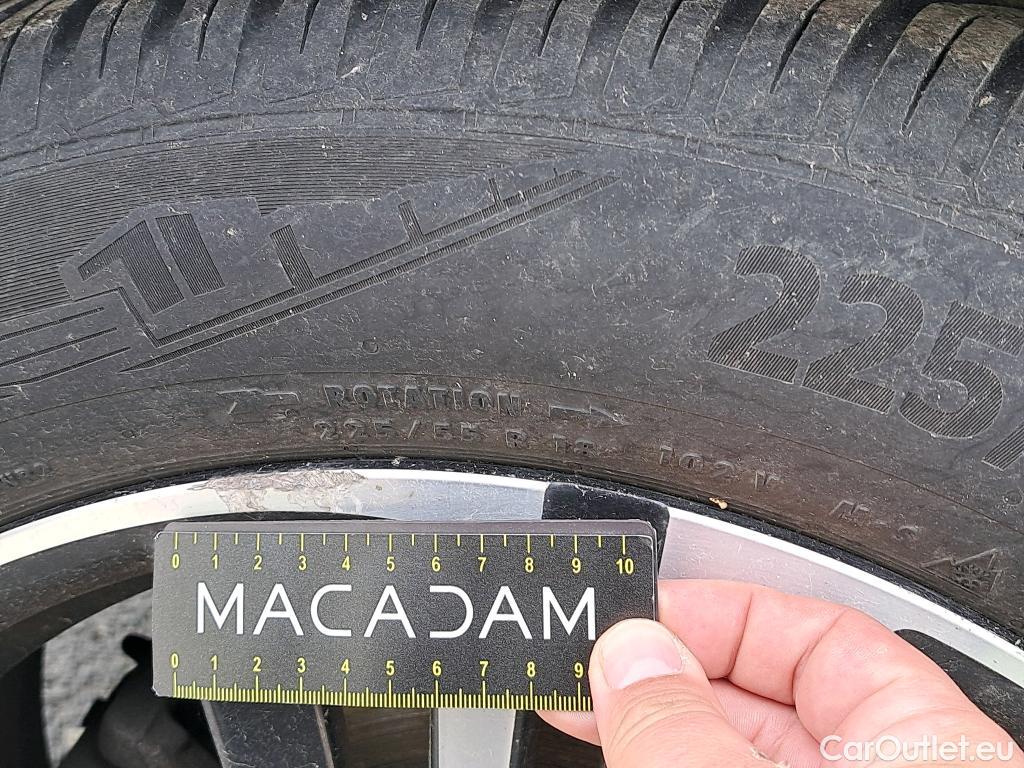 225/
ROTATION
225/55 R 18 102 V M+S
0 1 2 3 4 5 6 7 8 9 10
MACADAM
0 1 2 3 4 5 6 7 8 9
CarOutlet.eu